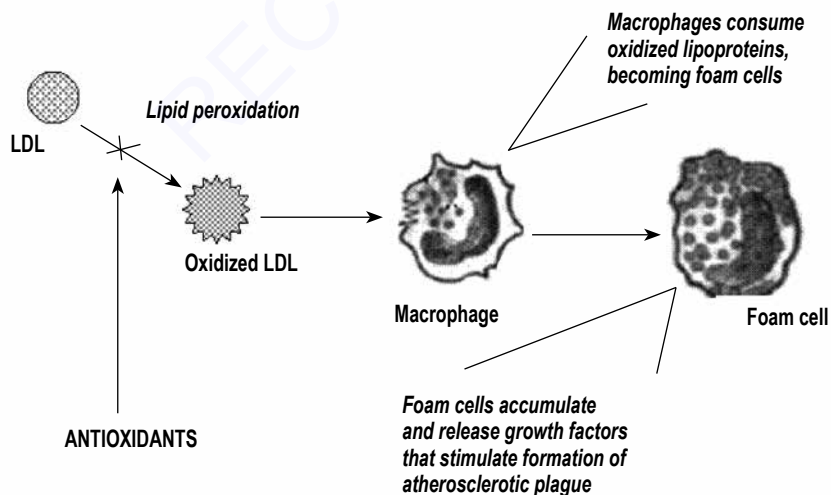 Macrophages consume
oxidized lipoproteins,
becoming foam cells
Lipid peroxidation
LDL
Oxidized LDL
Macrophage
Foam cell
ANTIOXIDANTS
Foam cells accumulate
and release growth factors
that stimulate formation of
atherosclerotic plague